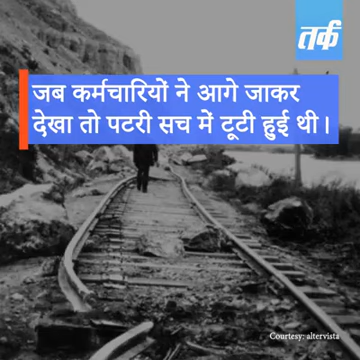 तर्क
जब कर्मचारियों ने आगे जाकर
देखा तो पटरी सच में टूटी हुई थी।
Courtesy: altervista